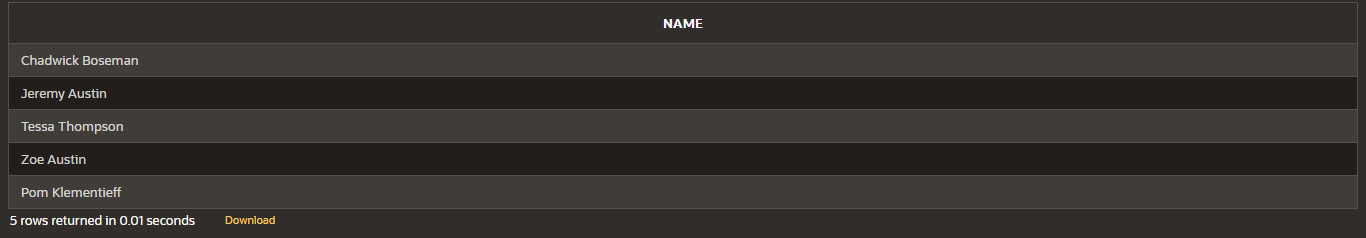 NAME
Chadwick Boseman
Jeremy Austin
Tessa Thompson
Zoe Austin
Pom Klementieff
5 rows returned in 0.01 seconds Download